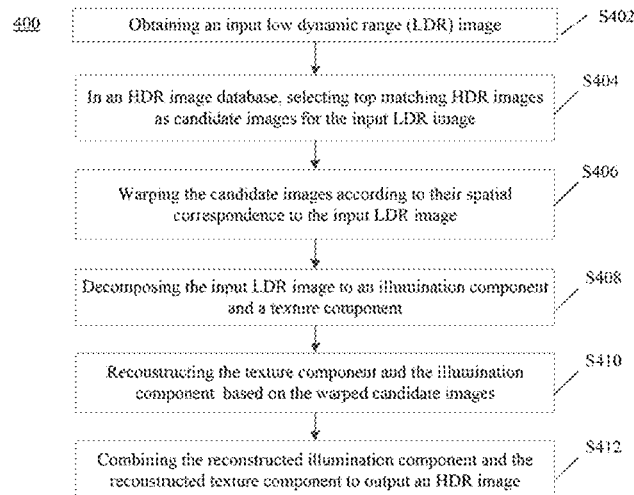 400
Obtaining an input low dynamic range (LDR) image
S402
In an HDR image database, selecting top matching HDR images
as candidate images for the input LDR image
S404
Warping the candidate images according to their spatial
correspondence to the input LDR image
S406
Decomposing the input LDR image to an illumination component
and a texture component
S408
Reconstructing the texture component and the illumination
component based on the warped candidate images
S410
Combining the reconstructed illumination component and the
reconstructed texture component to output an HDR image
S412